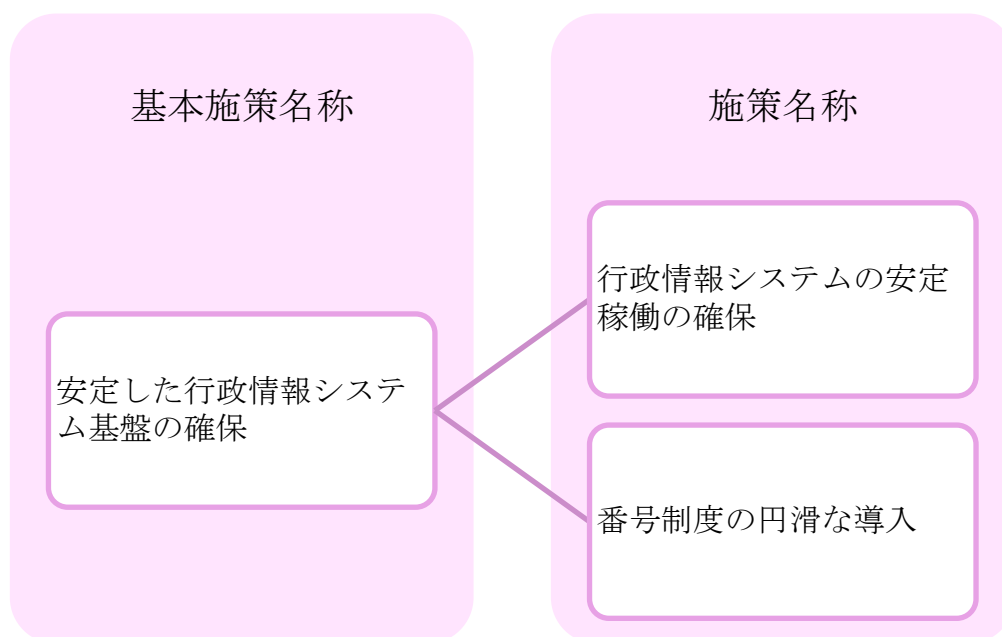 基本施策名称
安定した行政情報システ
ム基盤の確保
施策名称
行政情報システムの安定
稼働の確保
番号制度の円滑な導入